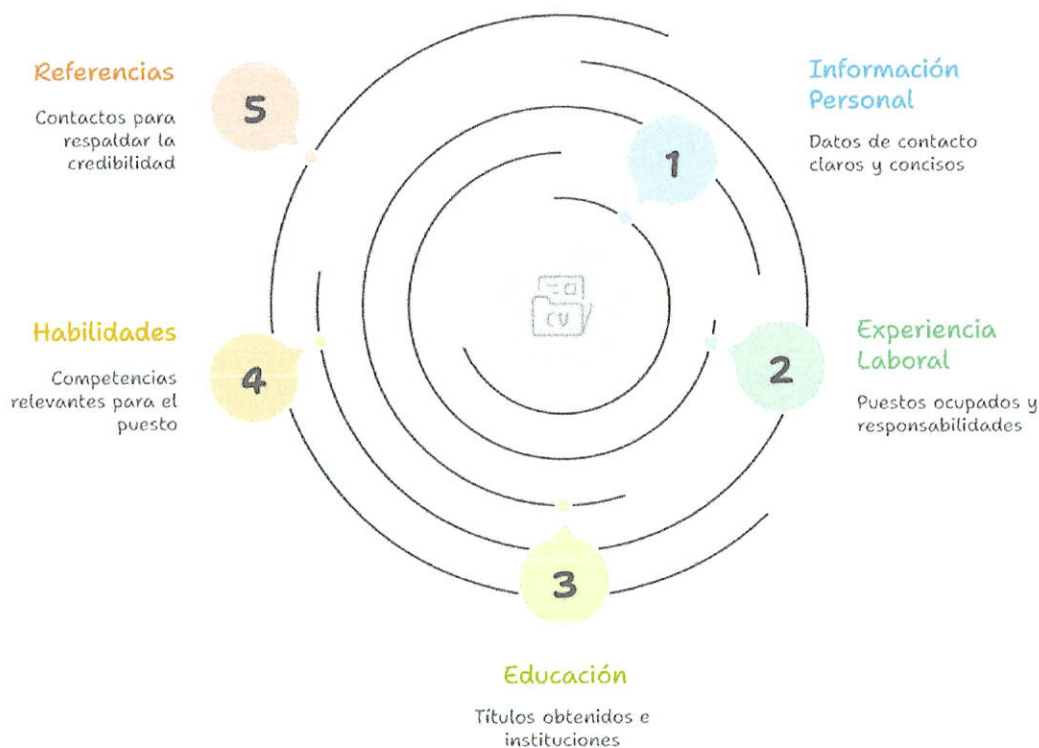 1
Información
Personal
Datos de contacto
claros y concisos
2
Experiencia
Laboral
Puestos ocupados y
responsabilidades
3
Educación
Títulos obtenidos e
instituciones
4
Habilidades
Competencias
relevantes para el
puesto
5
Referencias
Contactos para
respaldar la
credibilidad
CV